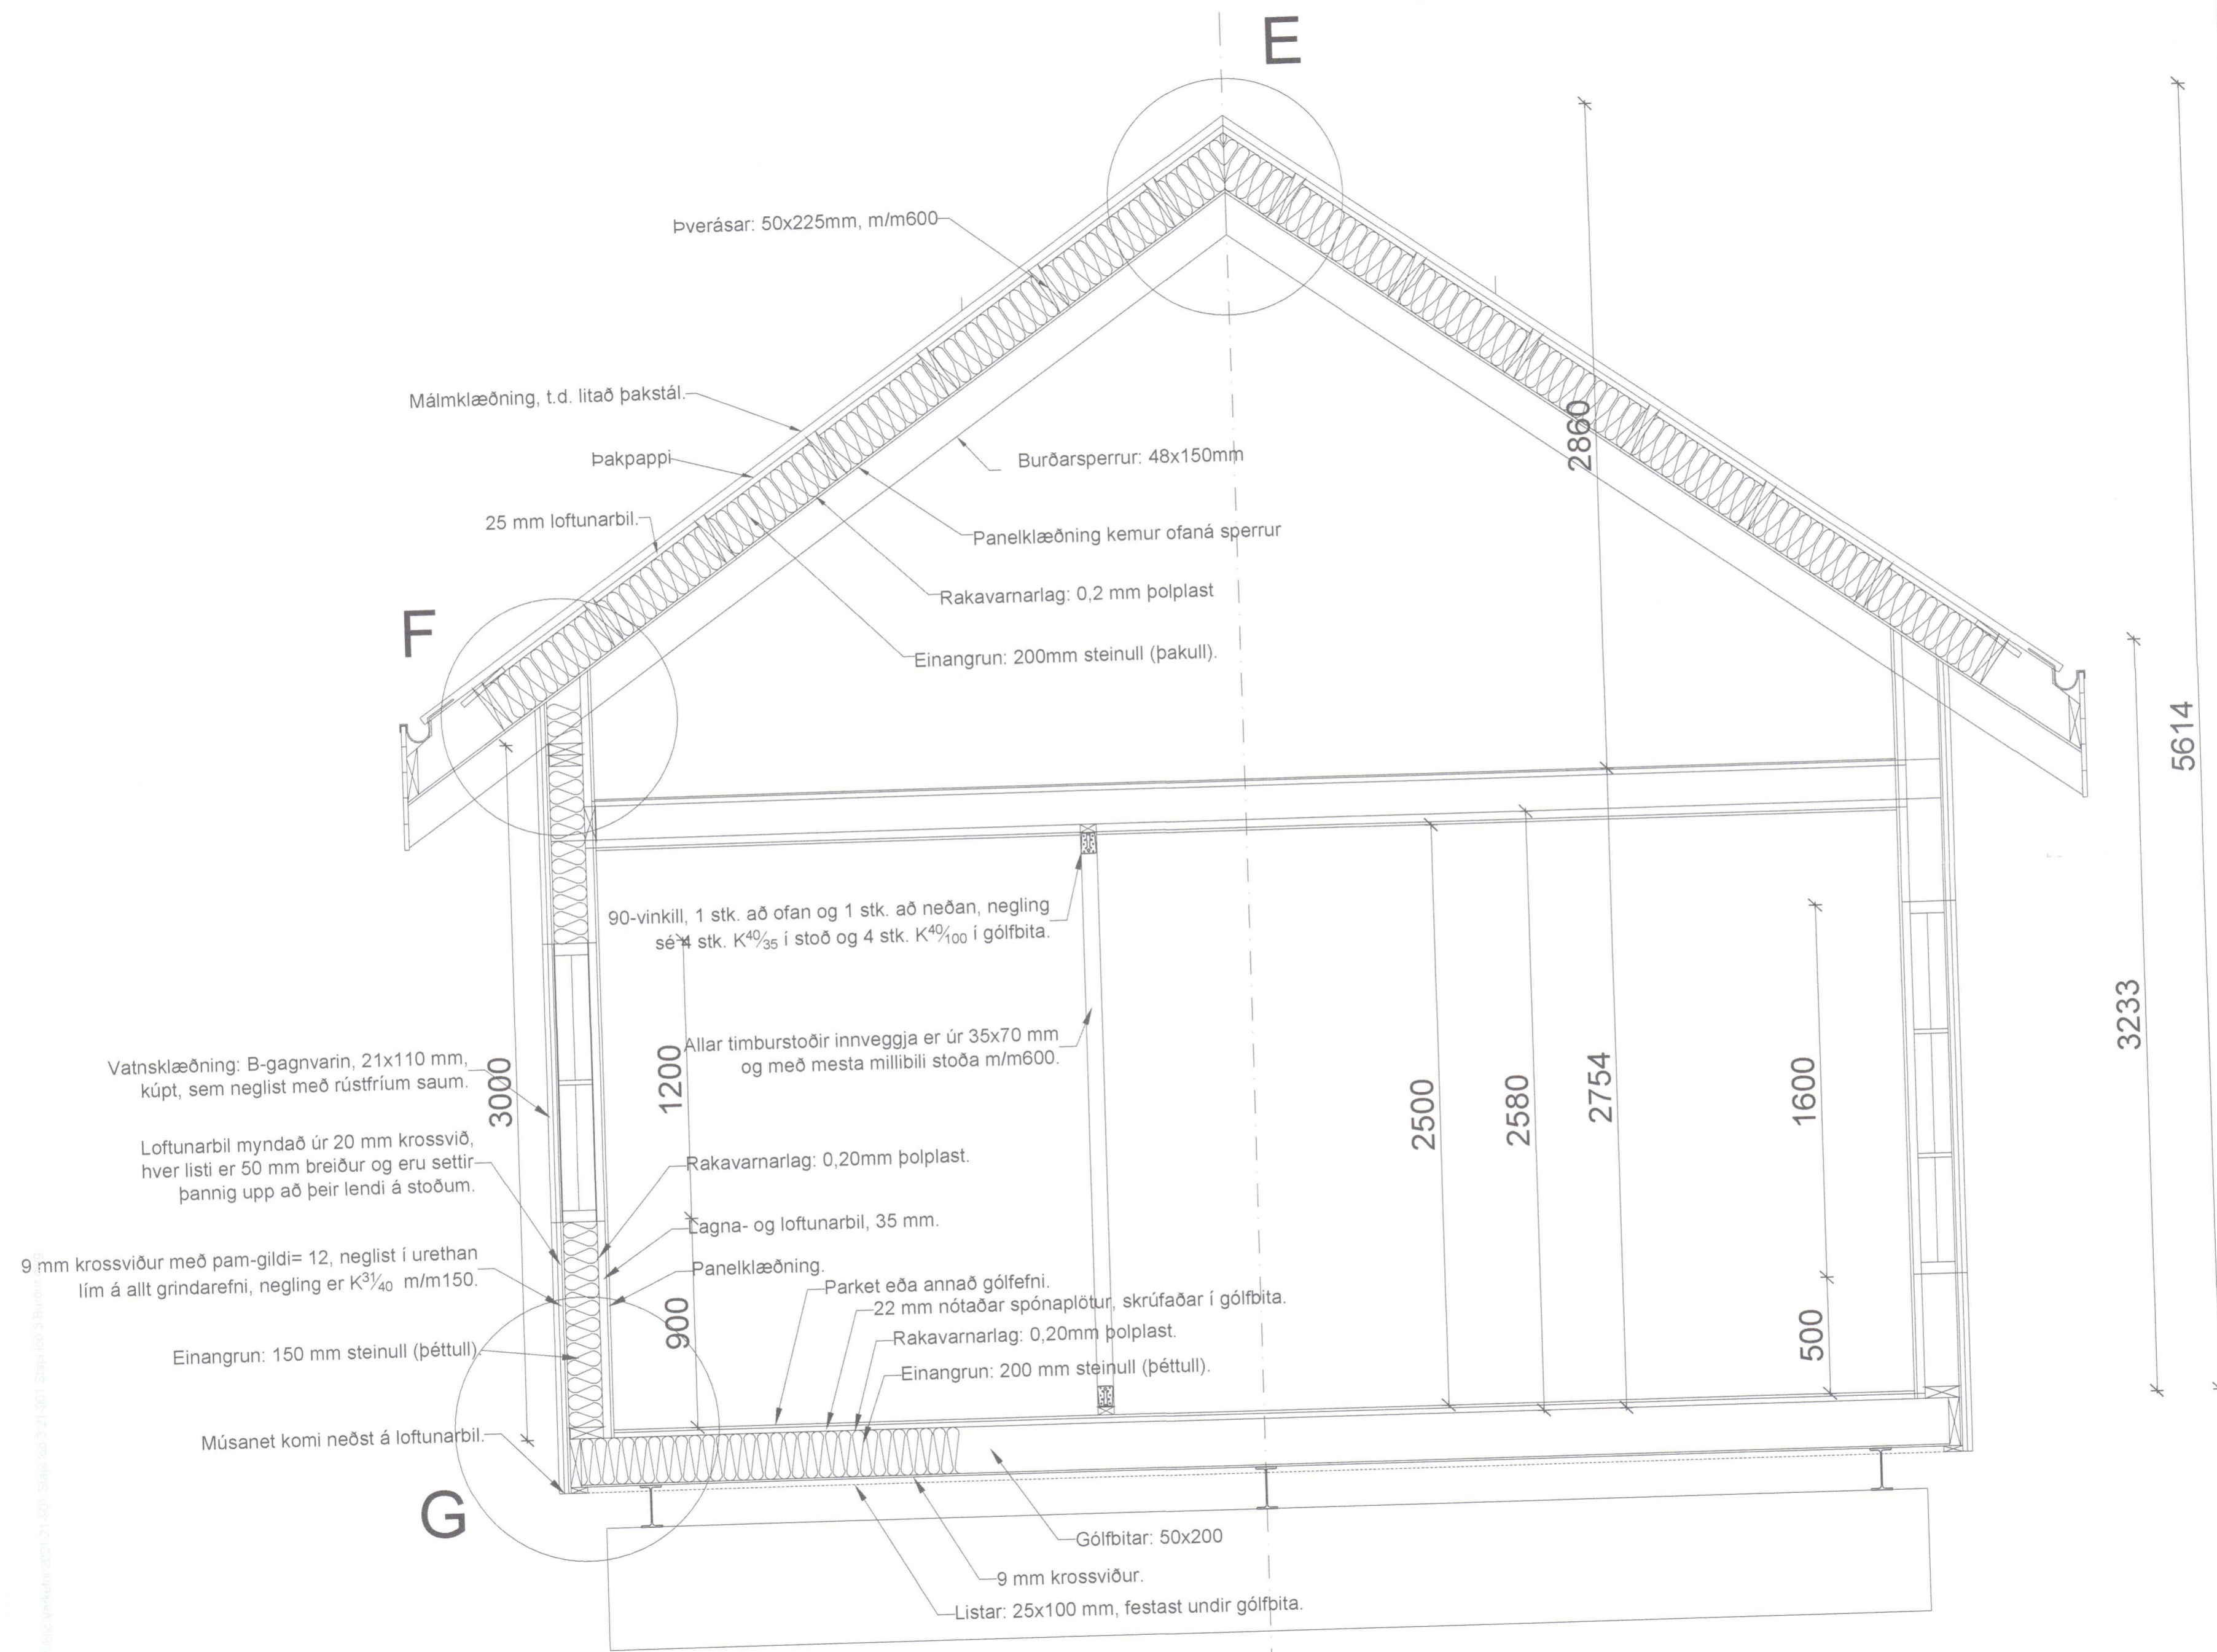 E
Þverásar: 50x225mm, m/m600
Málmklæðning, t.d. litað þakstál.
Þakpappi
25 mm loftunarbil.
Burðarsperrur: 48x150mm
Panelklæðning kemur ofaná sperrur
Rakavarnarlag: 0,2 mm þolplast
Einangrun: 200mm steinull (þakull).
F
2860
5614
3233
90-vinkill, 1 stk. að ofan og 1 stk. að neðan, negling
sé 4 stk. K40/35 í stoð og 4 stk. K40/100 í gólfbita.
Allar timburstoðir innveggja er úr 35x70 mm
og með mesta millibili stoða m/m600.
Vatnsklæðning: B-gagnvarin, 21x110 mm,
kúpt, sem neglist með rústfríum saum.
3000
1200
2500
2580
2754
1600
Loftunarbil myndað úr 20 mm krossvið,
hver listi er 50 mm breiður og eru settir
þannig upp að þeir lendi á stoðum.
Rakavarnarlag: 0,20mm þolplast.
Lagna- og loftunarbil, 35 mm.
9 mm krossviður með pam-gildi= 12, neglist í urethan
lím á allt grindarefni, negling er K31/40 m/m150.
Panelklæðning.
Parket eða annað gólfefni.
22 mm nótaðar spónaplötur, skrúfaðar í gólfbita.
Rakavarnarlag: 0,20mm þolplast.
Einangrun: 200 mm steinull (þéttull).
900
500
Einangrun: 150 mm steinull (þéttull).
Músanet komi neðst á loftunarbil.
G
Gólfbitar: 50x200
9 mm krossviður.
Listar: 25x100 mm, festast undir gólfbita.